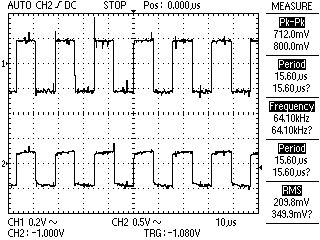 AUTO CH2 DC STOP Pos: 0.000µs MEASURE
Pk-Pk
712.0mV
800.0mV
1
Period
15.60µs
15.60µs?
Frequency
64.10kHz
64.10kHz?
Period
15.60µs
15.60µs?
2
RMS
209.8mV
349.9mV?
CH1 0.2V ~ CH2 0.5V ~ 10µs
CH2: -1.000V TRG: -1.080V